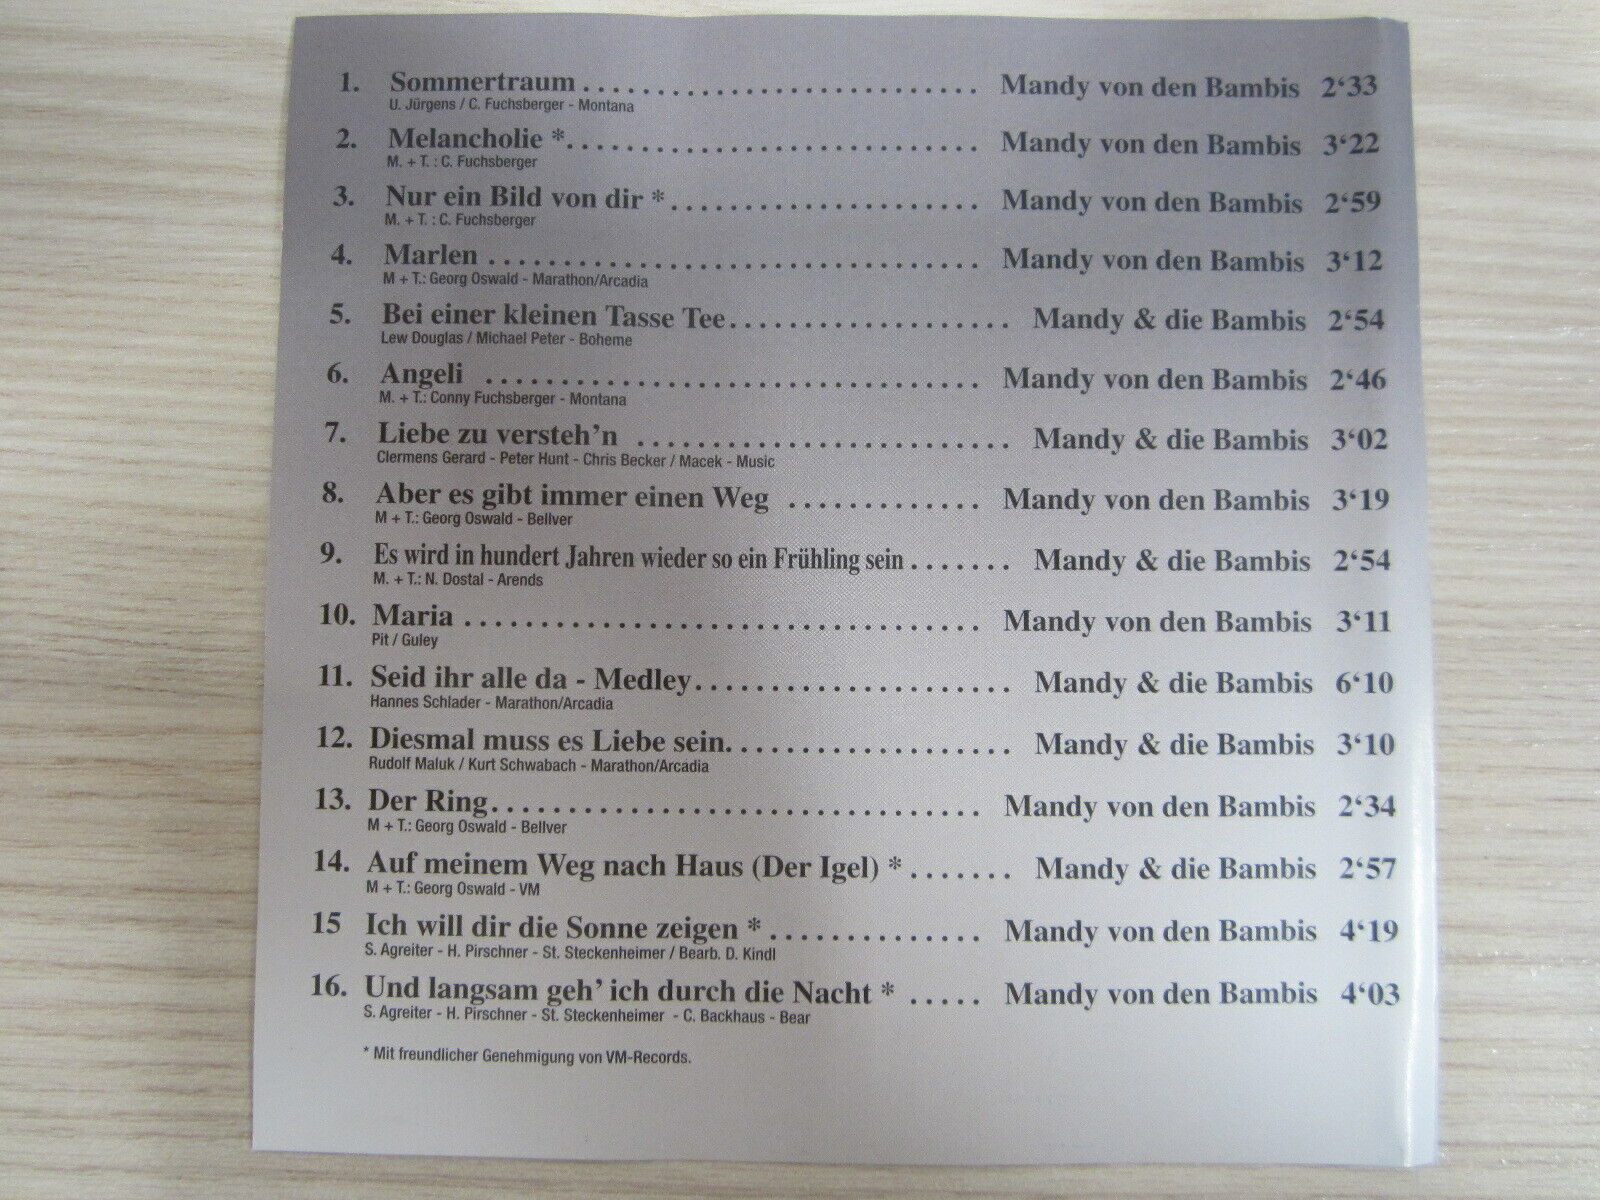 1. Sommertraum ........................... Mandy von den Bambis 2‘33
U. Jürgens / C. Fuchsberger - Montana
2. Melancholie *............................ Mandy von den Bambis 3‘22
M. + T. : C. Fuchsberger
3. Nur ein Bild von dir *..................... Mandy von den Bambis 2‘59
M. + T. : C. Fuchsberger
4. Marlen .................................. Mandy von den Bambis 3‘12
M + T.: Georg Oswald - Marathon/Arcadia
5. Bei einer kleinen Tasse Tee................... Mandy & die Bambis 2‘54
Lew Douglas / Michael Peter - Boheme
6. Angeli .................................. Mandy von den Bambis 2‘46
M. + T.: Conny Fuchsberger - Montana
7. Liebe zu versteh’n .......................... Mandy & die Bambis 3‘02
Clermens Gerard - Peter Hunt - Chris Becker / Macek - Music
8. Aber es gibt immer einen Weg ............. Mandy von den Bambis 3‘19
M + T.: Georg Oswald - Bellver
9. Es wird in hundert Jahren wieder so ein Frühling sein ....... Mandy & die Bambis 2‘54
M. + T.: N. Dostal - Arends
10. Maria ................................... Mandy von den Bambis 3‘11
Pit / Guley
11. Seid ihr alle da - Medley...................... Mandy & die Bambis 6‘10
Hannes Schlader - Marathon/Arcadia
12. Diesmal muss es Liebe sein.................... Mandy & die Bambis 3‘10
Rudolf Maluk / Kurt Schwabach - Marathon/Arcadia
13. Der Ring................................. Mandy von den Bambis 2‘34
M + T.: Georg Oswald - Bellver
14. Auf meinem Weg nach Haus (Der Igel) *....... Mandy & die Bambis 2‘57
M + T.: Georg Oswald - VM
15 Ich will dir die Sonne zeigen *............... Mandy von den Bambis 4‘19
S. Agreiter - H. Pirschner - St. Steckenheimer / Bearb. D. Kindl
16. Und langsam geh’ ich durch die Nacht * ..... Mandy von den Bambis 4‘03
S. Agreiter - H. Pirschner - St. Steckenheimer - C. Backhaus - Bear
* Mit freundlicher Genehmigung von VM-Records.